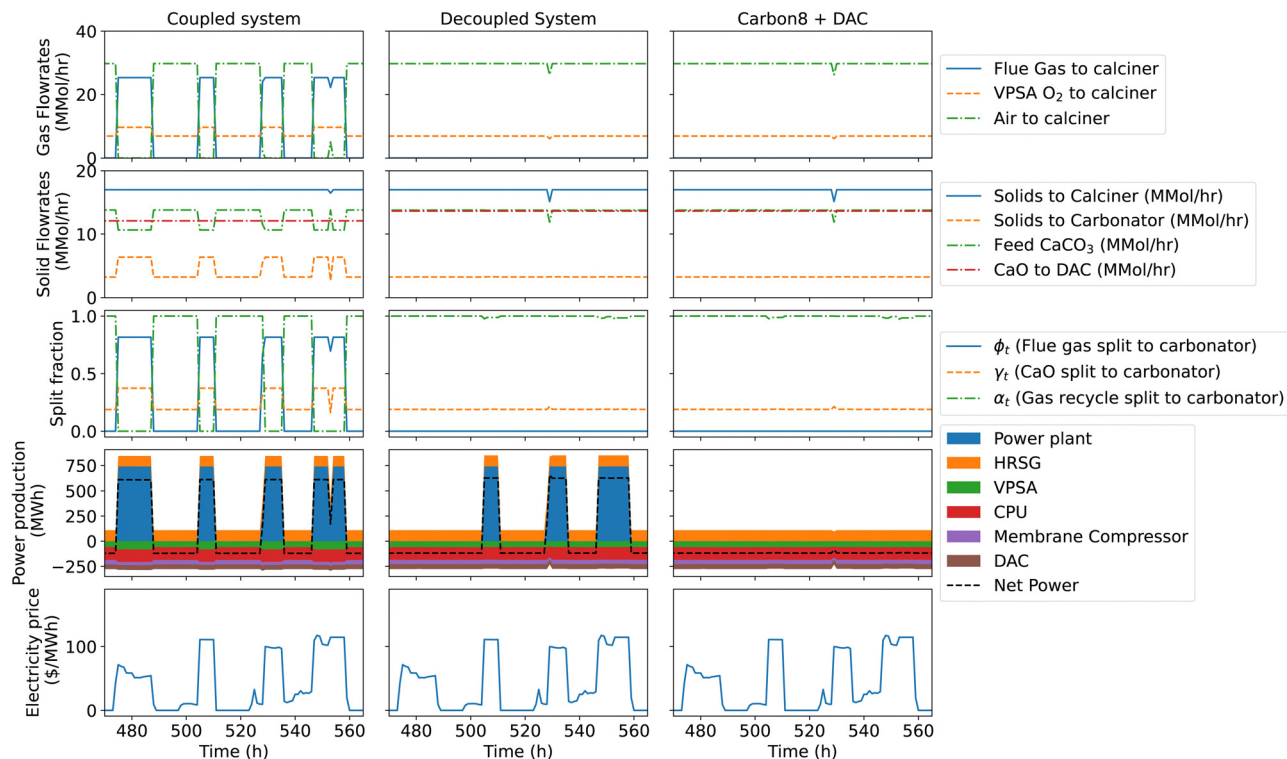 Coupled system
Decoupled System
Carbon8 + DAC
Gas Flowrates
(MMol/hr)
40
20
0
Flue Gas to calciner
VPSA O₂ to calciner
Air to calciner
Solid Flowrates
(MMol/hr)
20
10
0
Solids to Calciner (MMol/hr)
Solids to Carbonator (MMol/hr)
Feed CaCO₃ (MMol/hr)
CaO to DAC (MMol/hr)
Split fraction
1.0
0.5
0.0
ϕₜ (Flue gas split to carbonator)
γₜ (CaO split to carbonator)
αₜ (Gas recycle split to carbonator)
Power production
(MWh)
750
500
250
0
−250
Power plant
HRSG
VPSA
CPU
Membrane Compressor
DAC
Net Power
Electricity price
($/MWh)
100
0
480 500 520 540 560
480 500 520 540 560
480 500 520 540 560
Time (h)
Time (h)
Time (h)